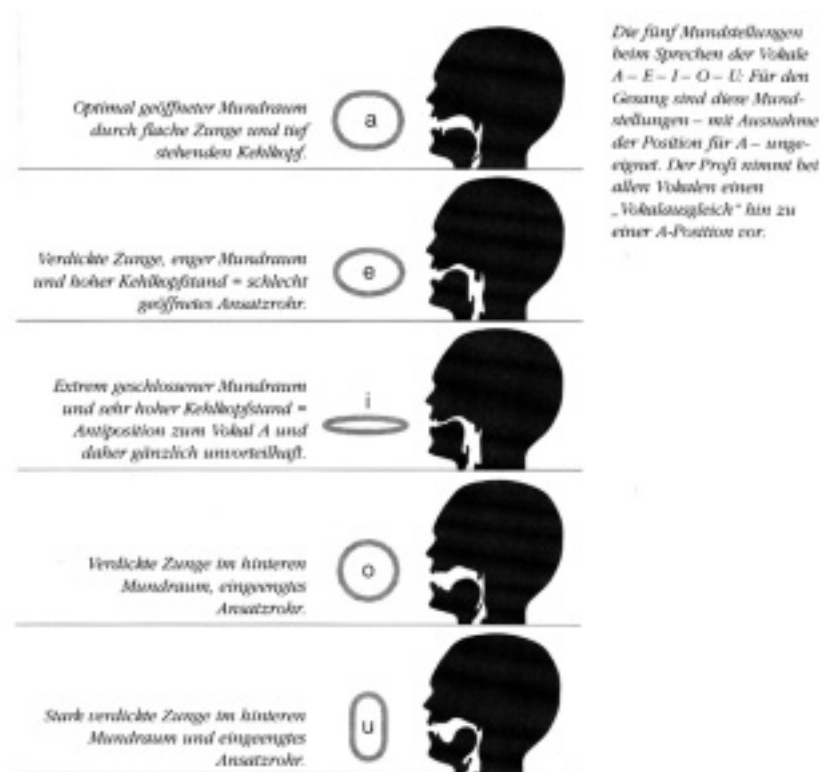 Die fünf Mundstellungen
beim Sprechen der Vokale
A – E – I – O – U: Für den
Gesang sind diese Mund-
stellungen – mit Ausnahme
der Position für A – unge-
eignet. Der Profi nimmt bei
allen Vokalen einen
„Vokalausgleich“ hin zu
einer A-Position vor.
Optimal geöffneter Mundraum
durch flache Zunge und tief
stehenden Kehlkopf.
a
Verdickte Zunge, enger Mundraum
und hoher Kehlkopfstand = schlecht
geöffnetes Ansatzrohr.
e
Extrem geschlossener Mundraum
und sehr hoher Kehlkopfstand =
Antiposition zum Vokal A und
daher gänzlich unvorteilhaft.
i
Verdickte Zunge im hinteren
Mundraum, eingeengtes
Ansatzrohr.
o
Stark verdickte Zunge im hinteren
Mundraum und eingeengtes
Ansatzrohr.
u